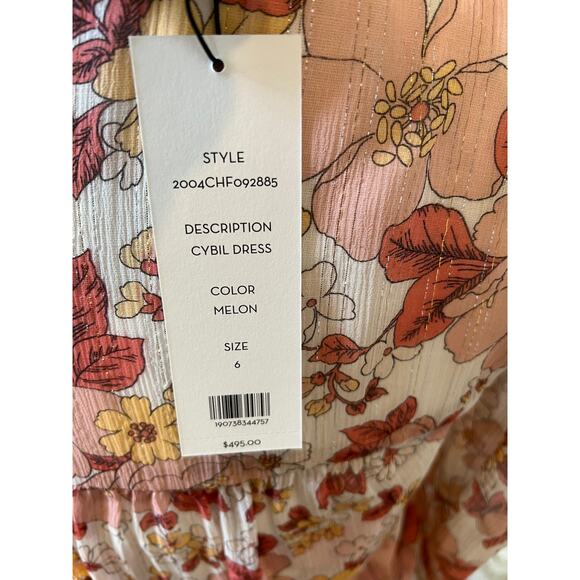 STYLE
2004CHF092885
DESCRIPTION
CYBIL DRESS
COLOR
MELON
SIZE
6
190738344757
$495.00